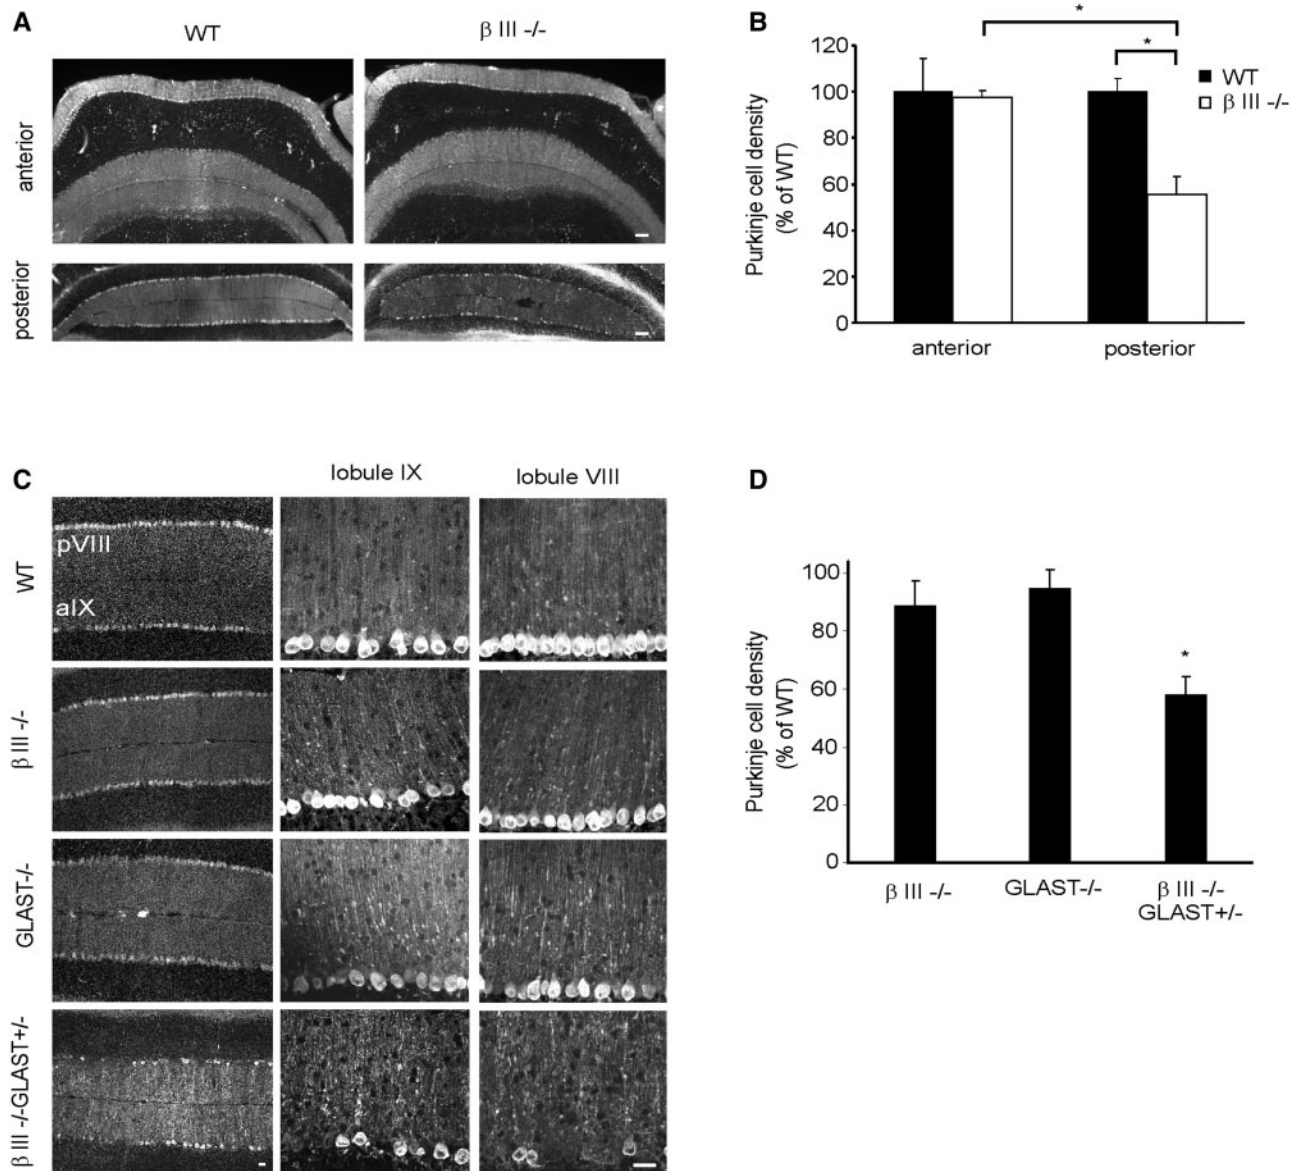 A
WT
β III -/-
anterior
posterior
B
*
*
WT
β III -/-
Purkinje cell density
(% of WT)
120
100
80
60
40
20
0
anterior
posterior
C
lobule IX
lobule VIII
WT
pVIII
aIX
β III -/-
GLAST-/-
β III -/-GLAST+/-
D
Purkinje cell density
(% of WT)
100
80
60
40
20
0
*
β III -/-
GLAST-/-
β III -/-
GLAST+/-